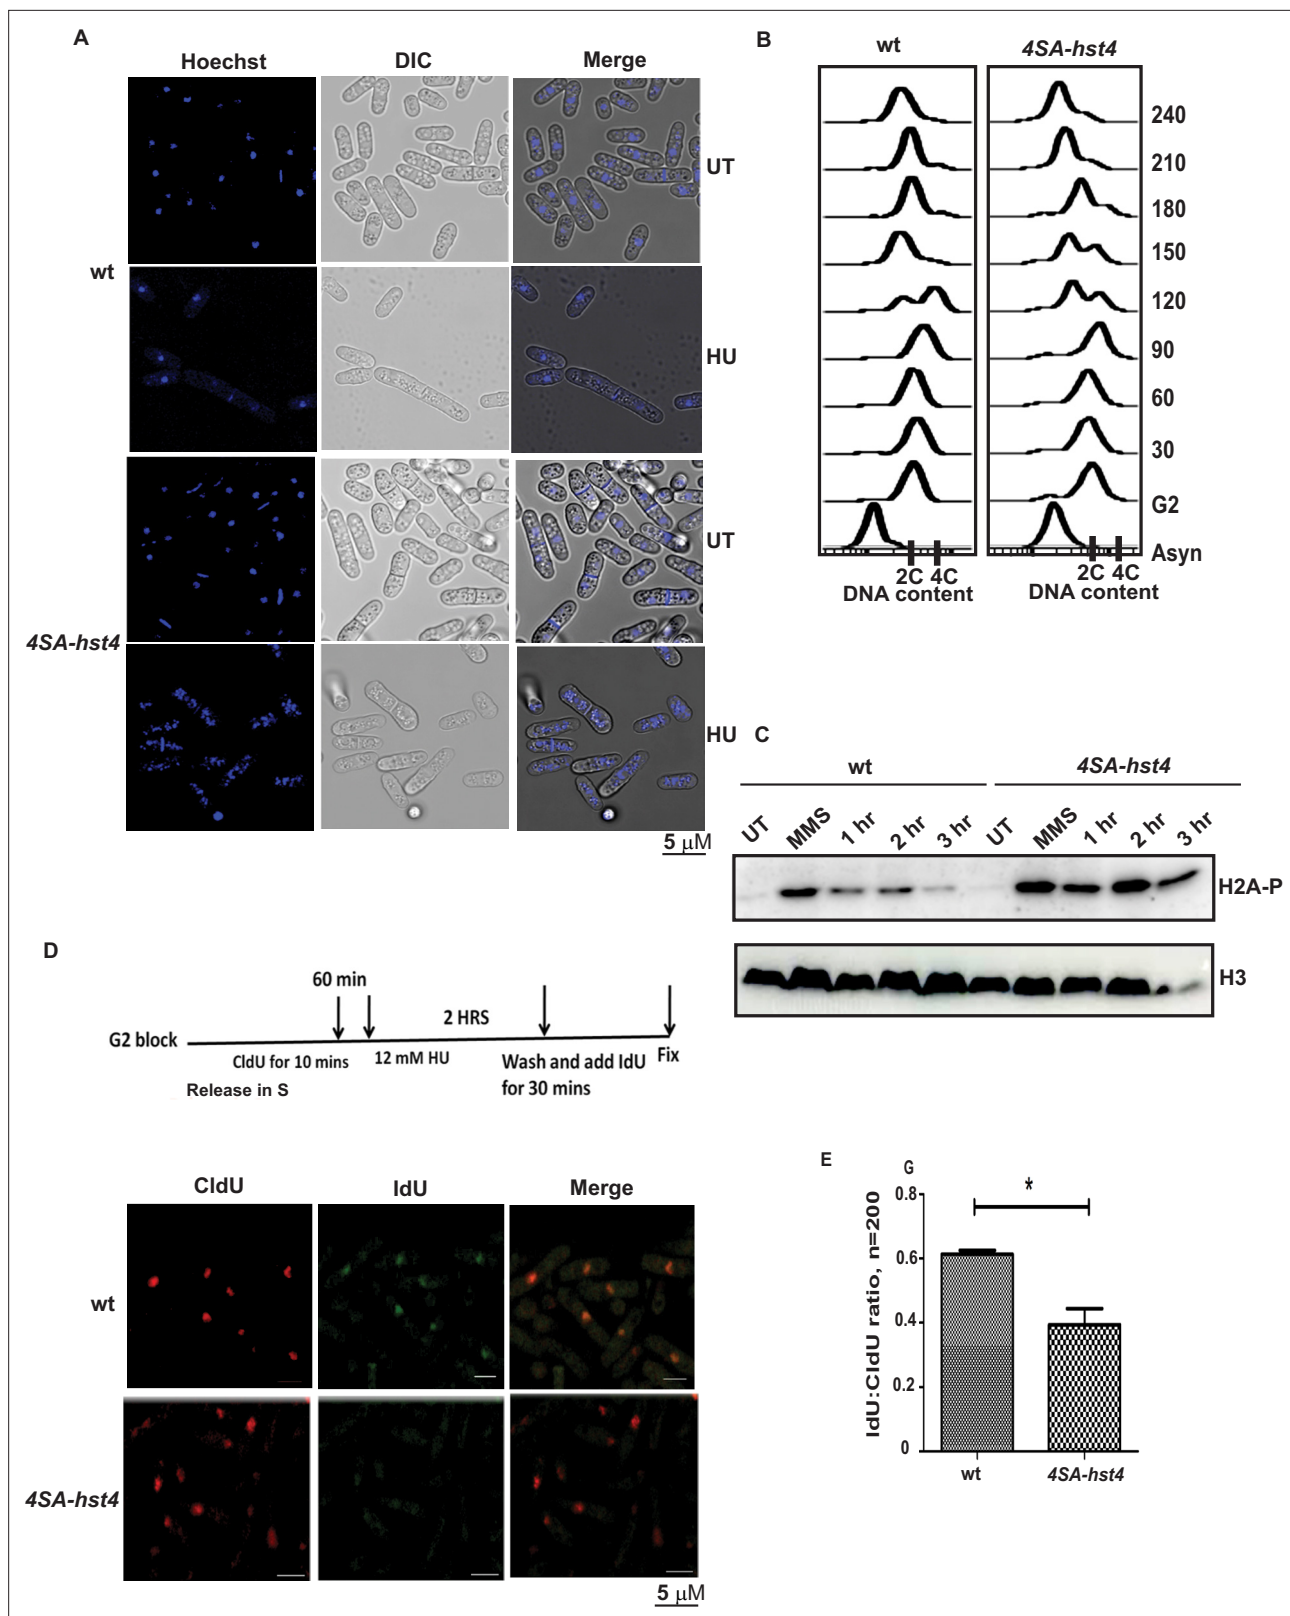 A
Hoechst DIC Merge
UT
wt
HU
UT
4SA-hst4
HU
5 μM
B
wt 4SA-hst4
240
210
180
150
120
90
60
30
G2
Asyn
2C 4C 2C 4C
DNA content DNA content
C
wt 4SA-hst4
UT MMS 1 hr 2 hr 3 hr UT MMS 1 hr 2 hr 3 hr
H2A-P
H3
D
60 min
2 HRS
G2 block
CldU for 10 mins 12 mM HU Wash and add IdU Fix
for 30 mins
Release in S
CldU IdU Merge
wt
4SA-hst4
5 μM
E G
IdU:CldU ratio, n=200
0.8
0.6
0.4
0.2
0
*
wt 4SA-hst4